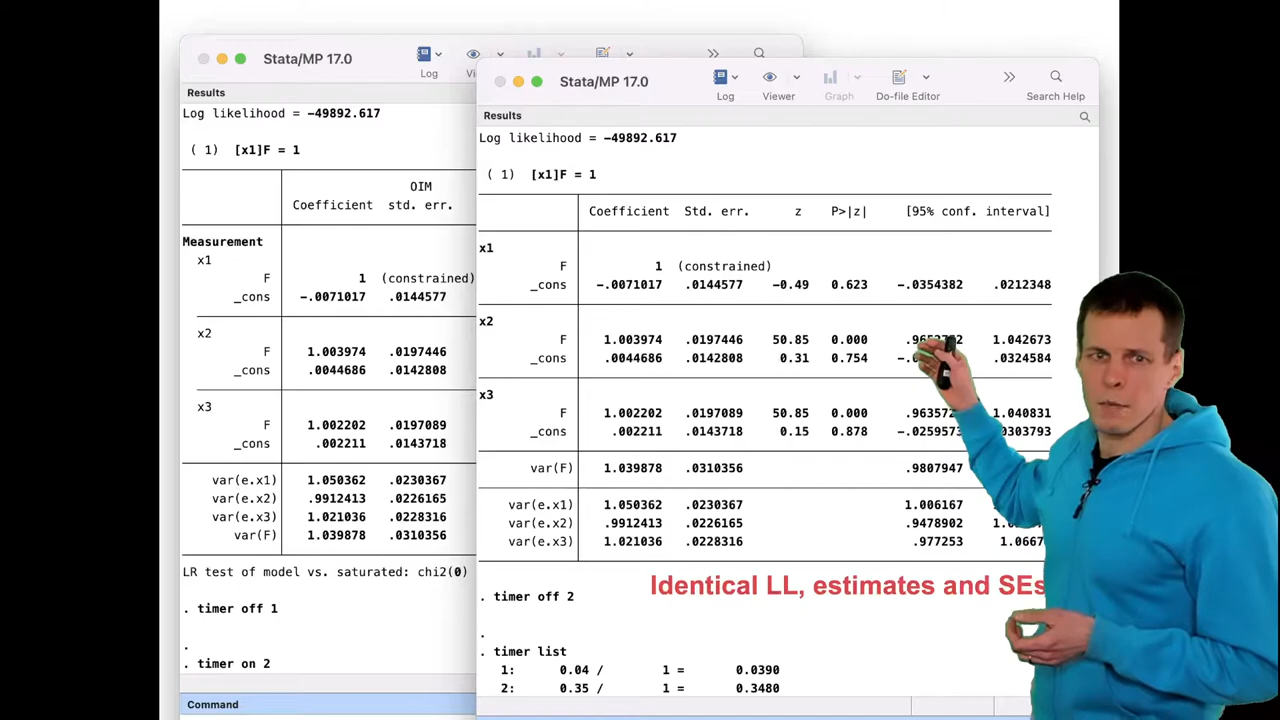 Stata/MP 17.0
Log
Results
Log likelihood = -49892.617
( 1) [x1]F = 1
OIM
Coefficient std. err.
Measurement
x1
F 1 (constrained)
_cons -.0071017 .0144577
x2
F 1.003974 .0197446
_cons .0044686 .0142808
x3
F 1.002202 .0197089
_cons .002211 .0143718
var(e.x1) 1.050362 .0230367
var(e.x2) .9912413 .0226165
var(e.x3) 1.021036 .0228316
var(F) 1.039878 .0310356
LR test of model vs. saturated: chi2(0)
. timer off 1
.
. timer on 2
Command
Stata/MP 17.0
Log Viewer Graph Do-file Editor Search Help
Results
Log likelihood = -49892.617
( 1) [x1]F = 1
Coefficient Std. err. z P>|z| [95% conf. interval]
x1
F 1 (constrained)
_cons -.0071017 .0144577 -0.49 0.623 -.0354382 .0212348
x2
F 1.003974 .0197446 50.85 0.000 1.042673
_cons .0044686 .0142808 0.31 0.754 .0324584
x3
F 1.002202 .0197089 50.85 0.000 .963572 1.040831
_cons .002211 .0143718 0.15 0.878 -.0259573 .0303793
var(F) 1.039878 .0310356 .9807947
var(e.x1) 1.050362 .0230367 1.006167
var(e.x2) .9912413 .0226165 .9478902
var(e.x3) 1.021036 .0228316 .977253 1.0667
Identical LL, estimates and SEs
. timer off 2
.
. timer list
1: 0.04 / 1 = 0.0390
2: 0.35 / 1 = 0.3480